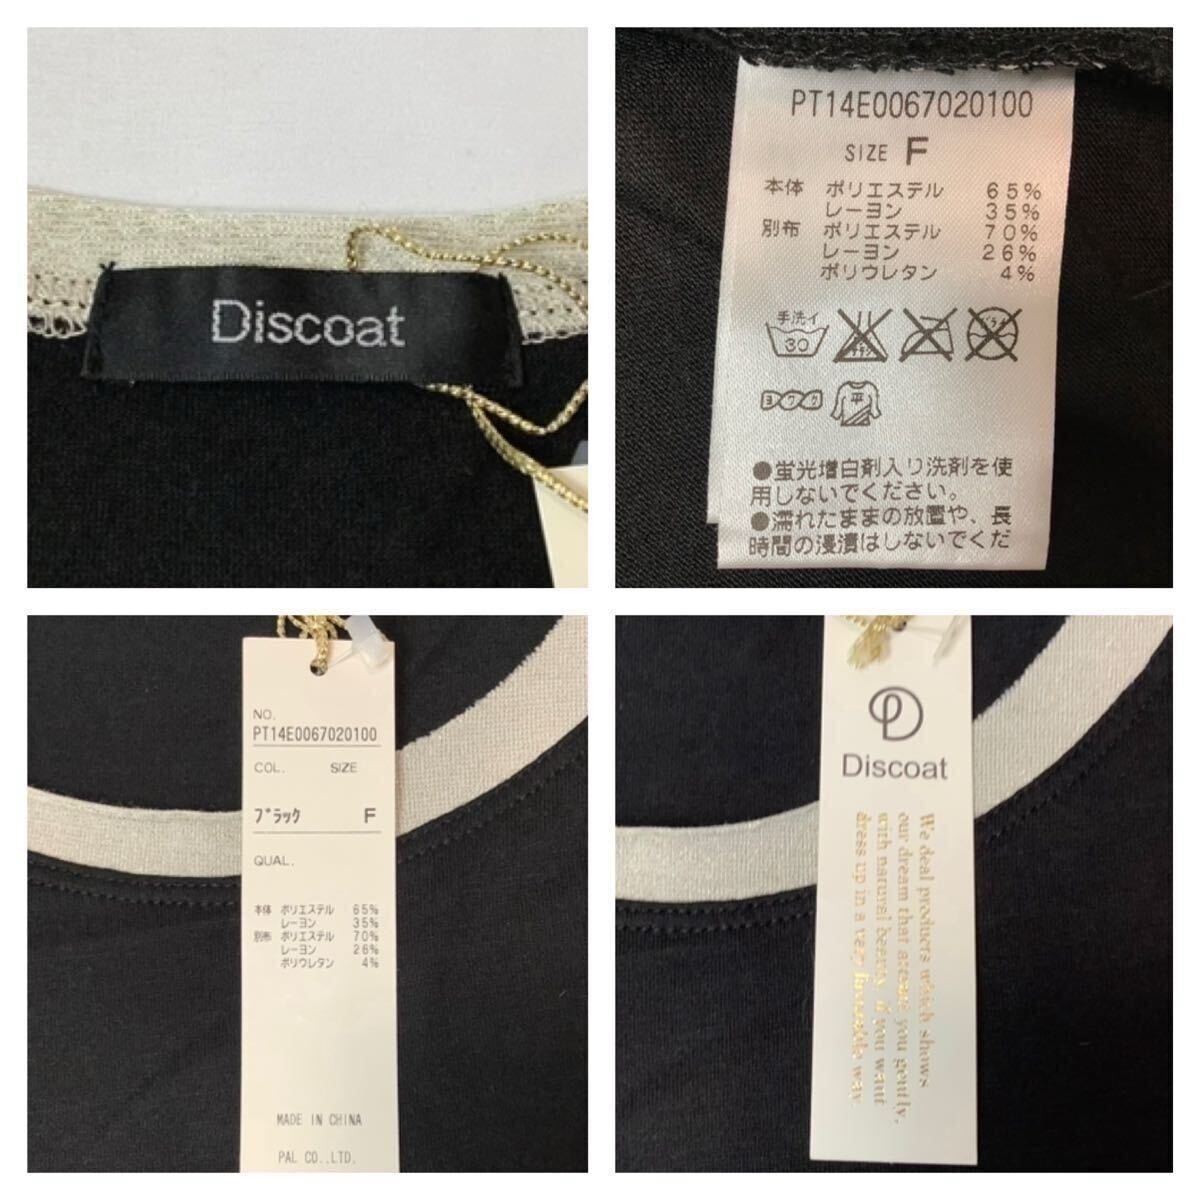 Discoat
PT14E0067020100
SIZE F
本体 ポリエステル 65%
レーヨン 35%
別布 ポリエステル 70%
レーヨン 26%
ポリウレタン 4%
手洗イ
30
ヨワク
平
●蛍光増白剤入り洗剤を使
用しないでください。
●濡れたままの放置や、長
時間の浸漬はしないでくだ
NO.
PT14E0067020100
COL. SIZE
ブラック F
QUAL.
本体 ポリエステル 65%
レーヨン 35%
別布 ポリエステル 70%
レーヨン 26%
ポリウレタン 4%
MADE IN CHINA
PAL CO.,LTD.
Discoat
We deal products which shows
our dream that arouse you gently.
with natural beauty if you want
dress up in a very favorable way.